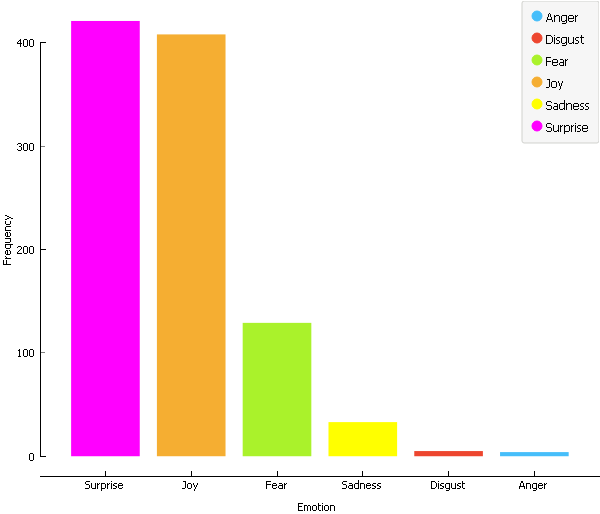 Anger
Disgust
Fear
Joy
Sadness
Surprise
Frequency
400
300
200
100
0
Surprise Joy Fear Sadness Disgust Anger
Emotion